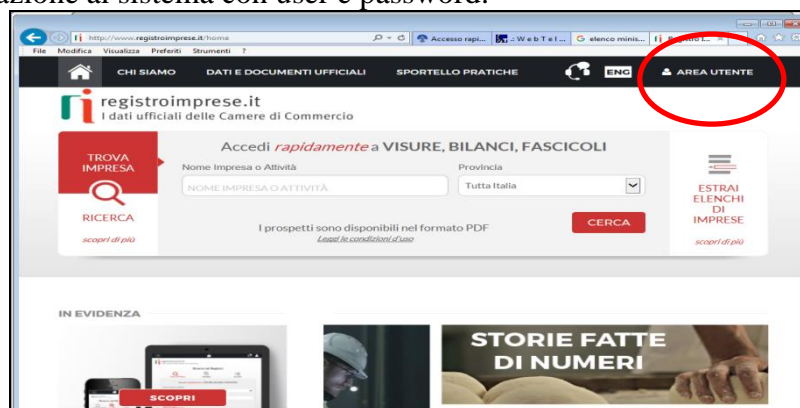 azione al sistema con user e password.
http://www.registroimprese.it/home
Accesso rapi...
.: W e b T e l ...
elenco minis...
File Modifica Visualizza Preferiti Strumenti ?
CHI SIAMO DATI E DOCUMENTI UFFICIALI SPORTELLO PRATICHE ENG AREA UTENTE
ri registroimprese.it
I dati ufficiali delle Camere di Commercio
TROVA IMPRESA
RICERCA
scopri di più
Accedi rapidamente a VISURE, BILANCI, FASCICOLI
Nome Impresa o Attività Provincia
NOME IMPRESA O ATTIVITÀ Tutta Italia
I prospetti sono disponibili nel formato PDF
Leggi le condizioni d'uso
CERCA
ESTRAI
ELENCHI
DI
IMPRESE
scopri di più
IN EVIDENZA
SCOPRI
STORIE FATTE
DI NUMERI